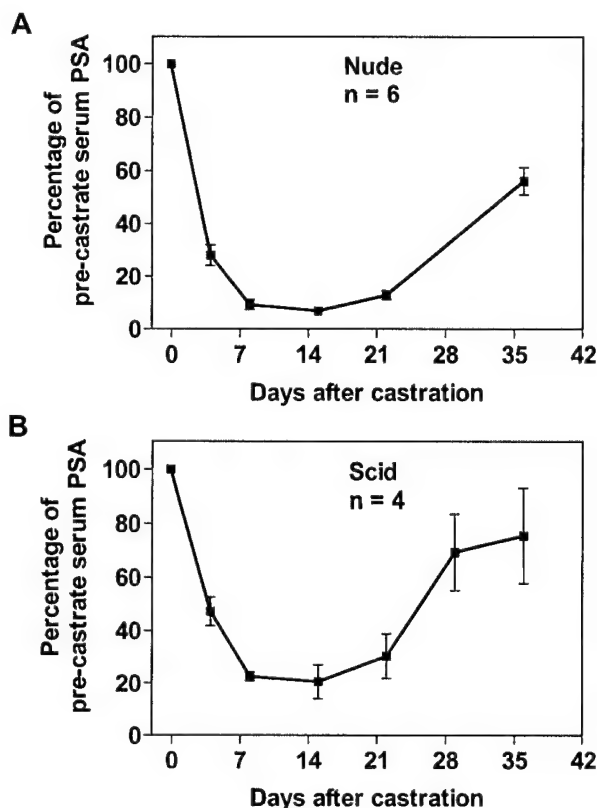 A
Percentage of
pre-castrate serum PSA
100
80
60
40
20
0
Nude
n = 6
0 7 14 21 28 35 42
Days after castration
B
Percentage of
pre-castrate serum PSA
100
80
60
40
20
0
Scid
n = 4
0 7 14 21 28 35 42
Days after castration